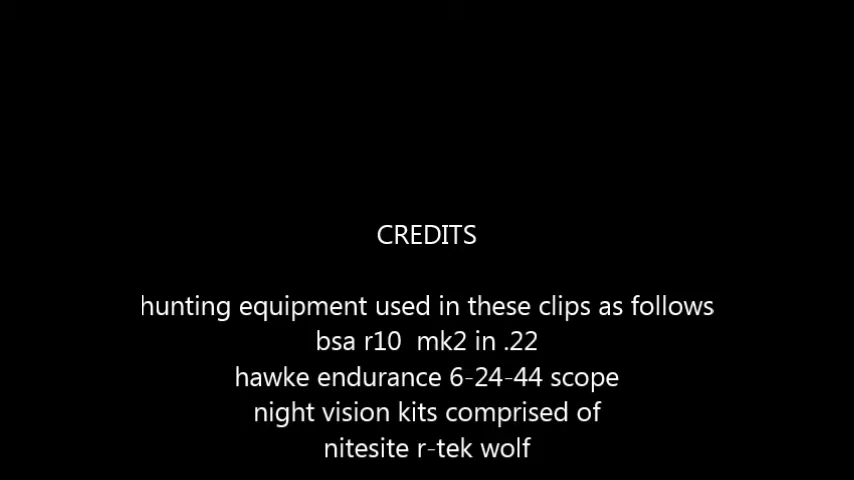 CREDITS
hunting equipment used in these clips as follows
bsa r10  mk2 in .22
hawke endurance 6-24-44 scope
night vision kits comprised of
nitesite r-tek wolf